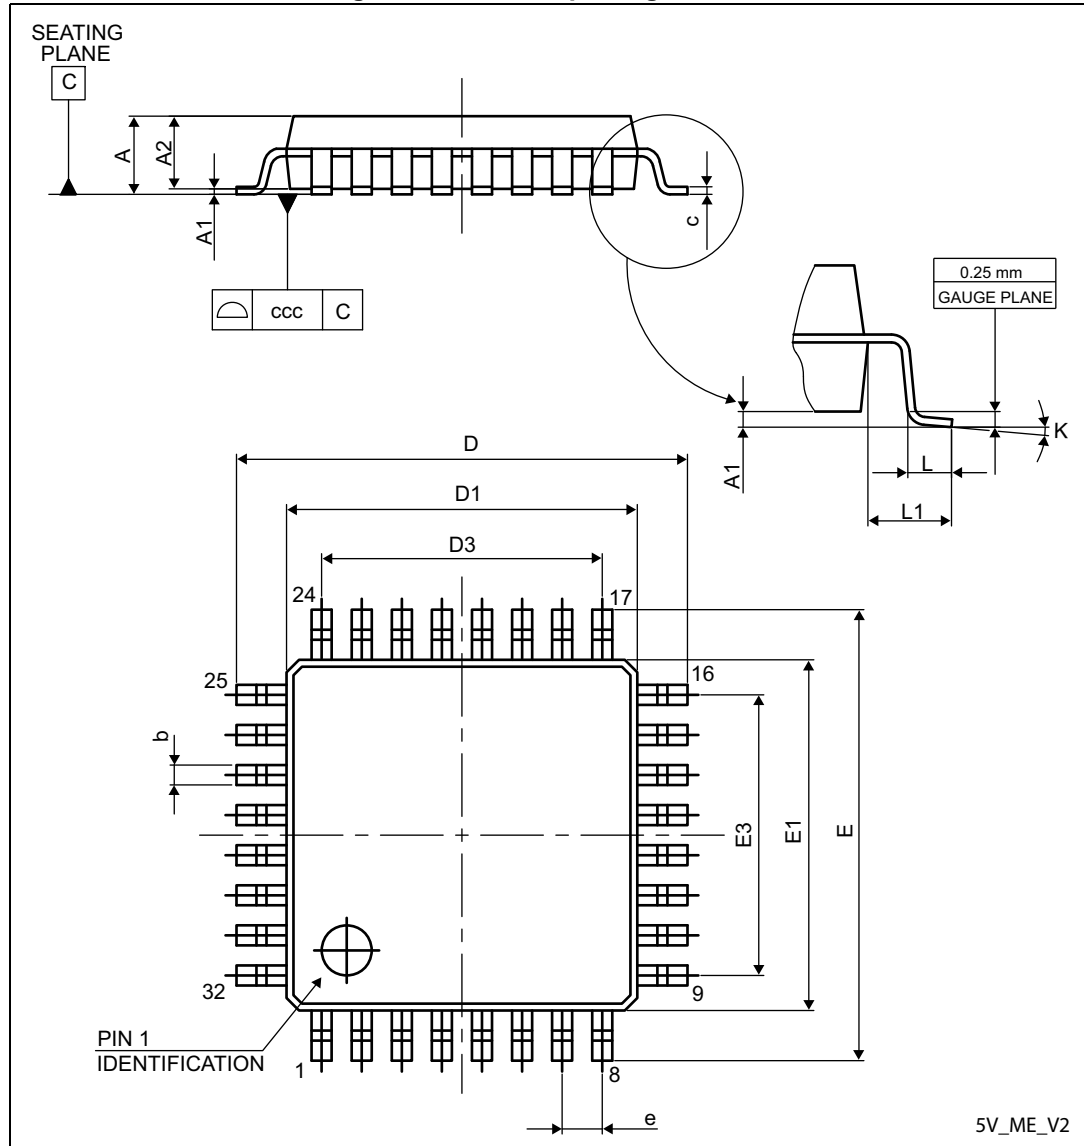 SEATING
PLANE
C
A
A2
A1
c
ccc
C
0.25 mm
GAUGE PLANE
K
A1
L
L1
D
D1
D3
24
17
25
16
b
E3
E1
E
32
9
PIN 1
IDENTIFICATION
1
8
e
5V_ME_V2